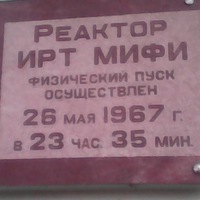 РЕАКТОР
ИРТ МИФИ
ФИЗИЧЕСКИЙ ПУСК
ОСУЩЕСТВЛЕН
26 МАЯ 1967 Г.
В 23 ЧАС. 35 МИН.